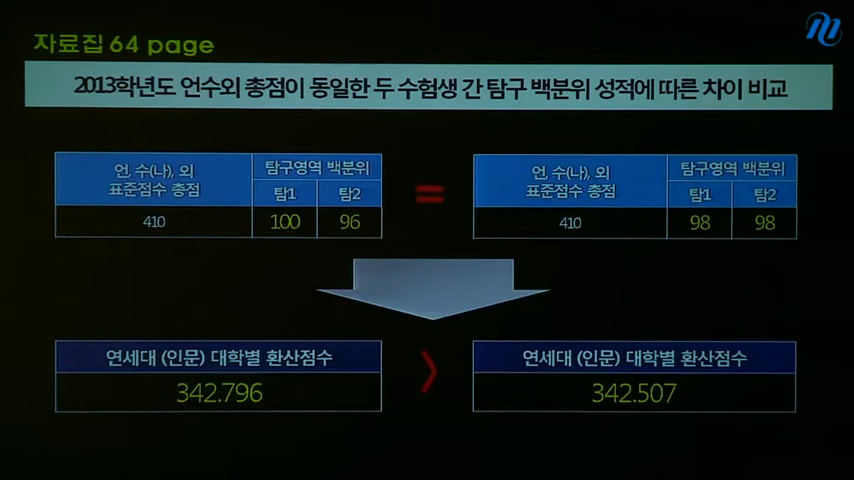 자료집 64 page
2013학년도 언수외 총점이 동일한 두 수험생 간 탐구 백분위 성적에 따른 차이 비교
언, 수(나), 외
표준점수 총점
탐구영역 백분위
탐1 탐2
410 100 96
=
언, 수(나), 외
표준점수 총점
탐구영역 백분위
탐1 탐2
410 98 98
연세대 (인문) 대학별 환산점수
342.796
>
연세대 (인문) 대학별 환산점수
342.507